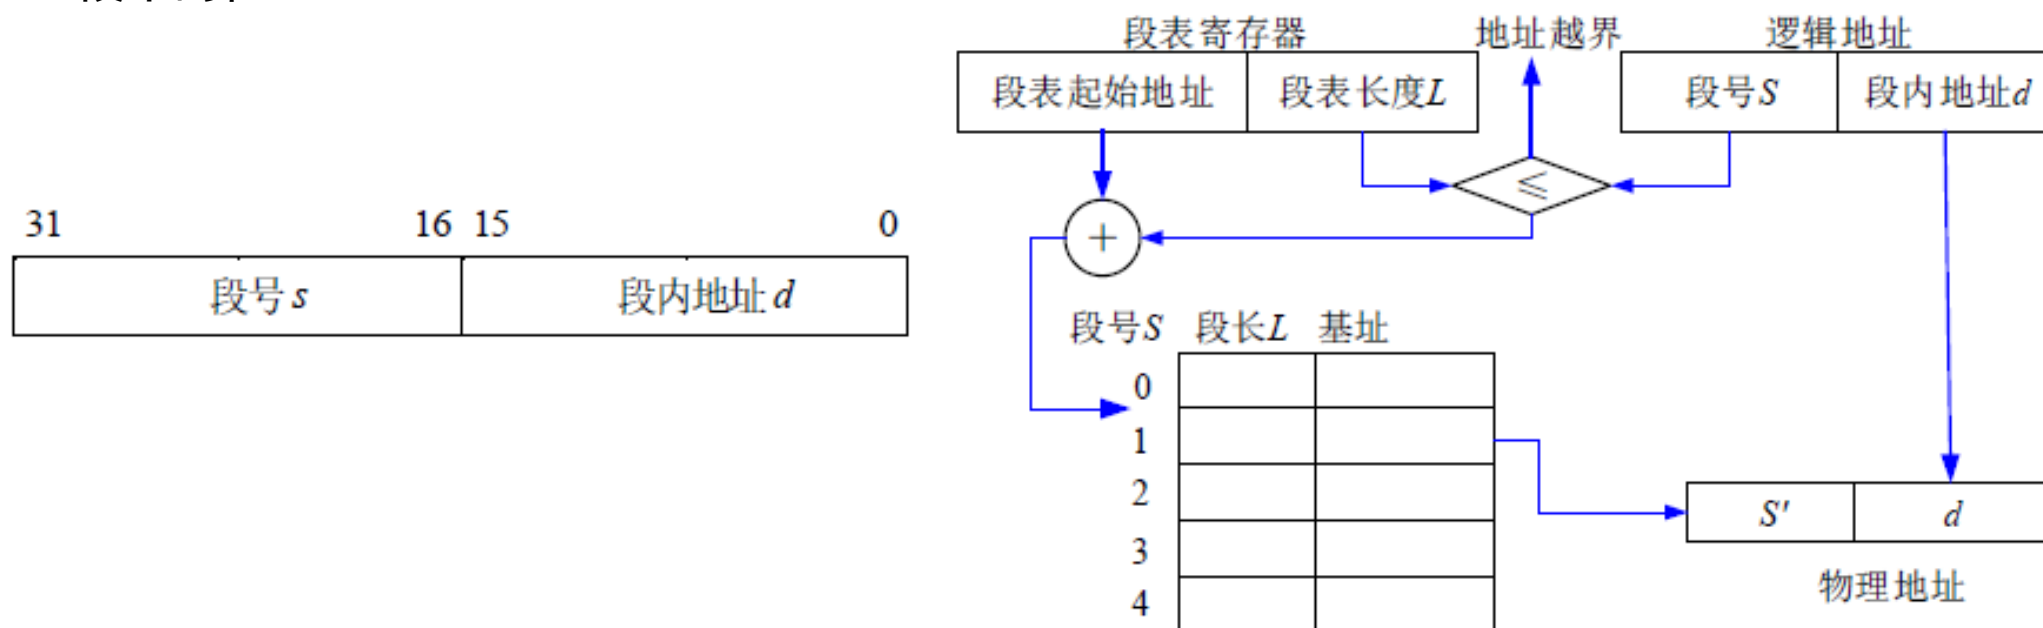 31 16 15 0
段号s 段内地址d
段表寄存器 地址越界 逻辑地址
段表起始地址 段表长度L 段号S 段内地址d
≤
+
段号S 段长L 基址
0
1
2
3
4
S' d
物理地址